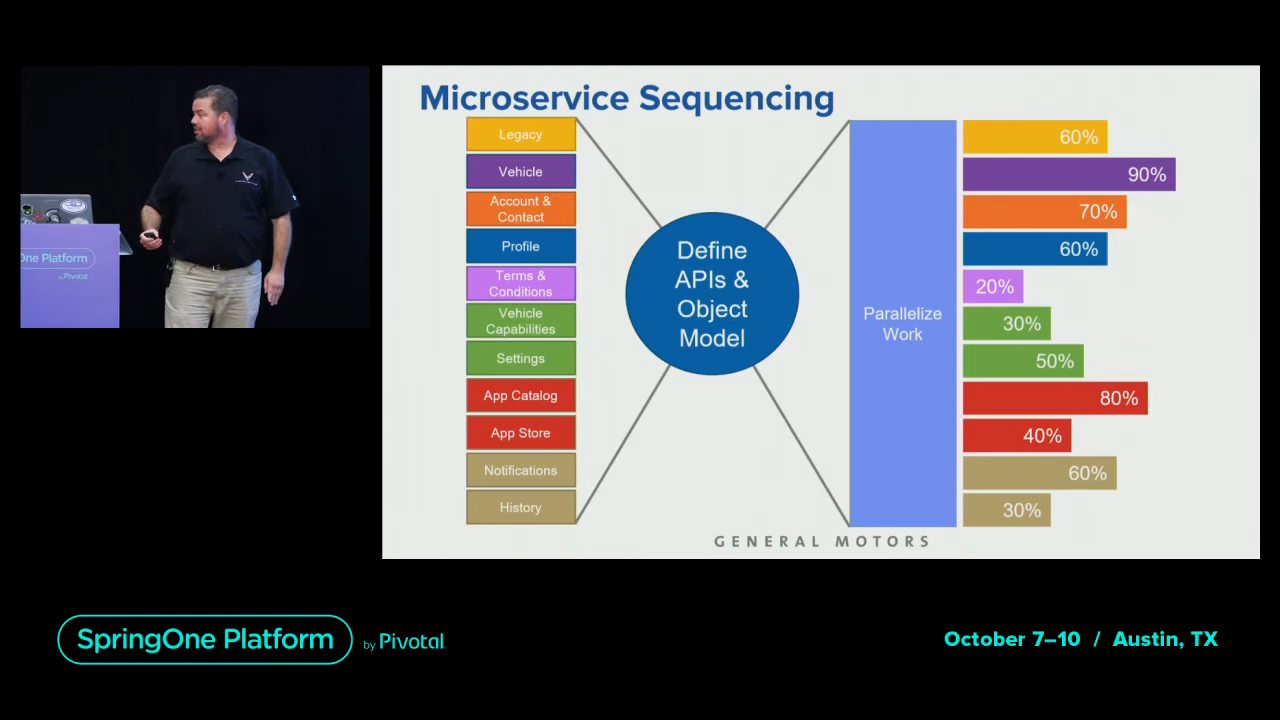 One Platform
by Pivotal
Microservice Sequencing
Legacy
Vehicle
Account &
Contact
Profile
Terms &
Conditions
Vehicle
Capabilities
Settings
App Catalog
App Store
Notifications
History
Define
APIs &
Object
Model
Parallelize
Work
60%
90%
70%
60%
20%
30%
50%
80%
40%
60%
30%
GENERAL MOTORS
SpringOne Platform by Pivotal
October 7–10 / Austin, TX